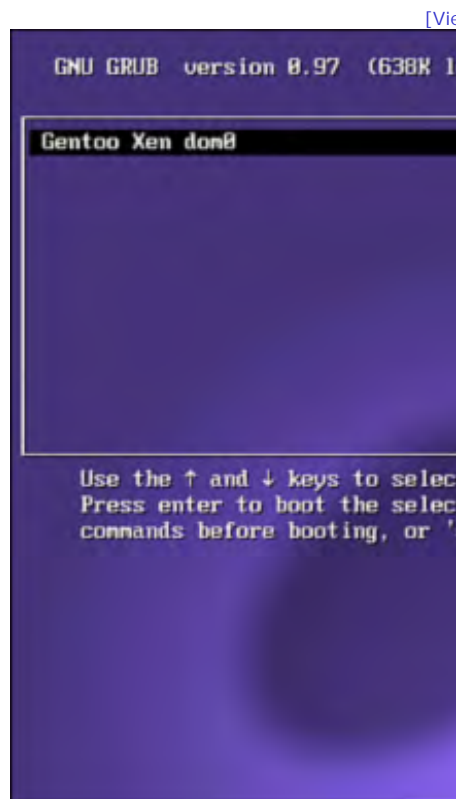 [Vie
GNU GRUB version 0.97 (638K l
Gentoo Xen dom0
Use the ↑ and ↓ keys to selec
Press enter to boot the selec
commands before booting, or '